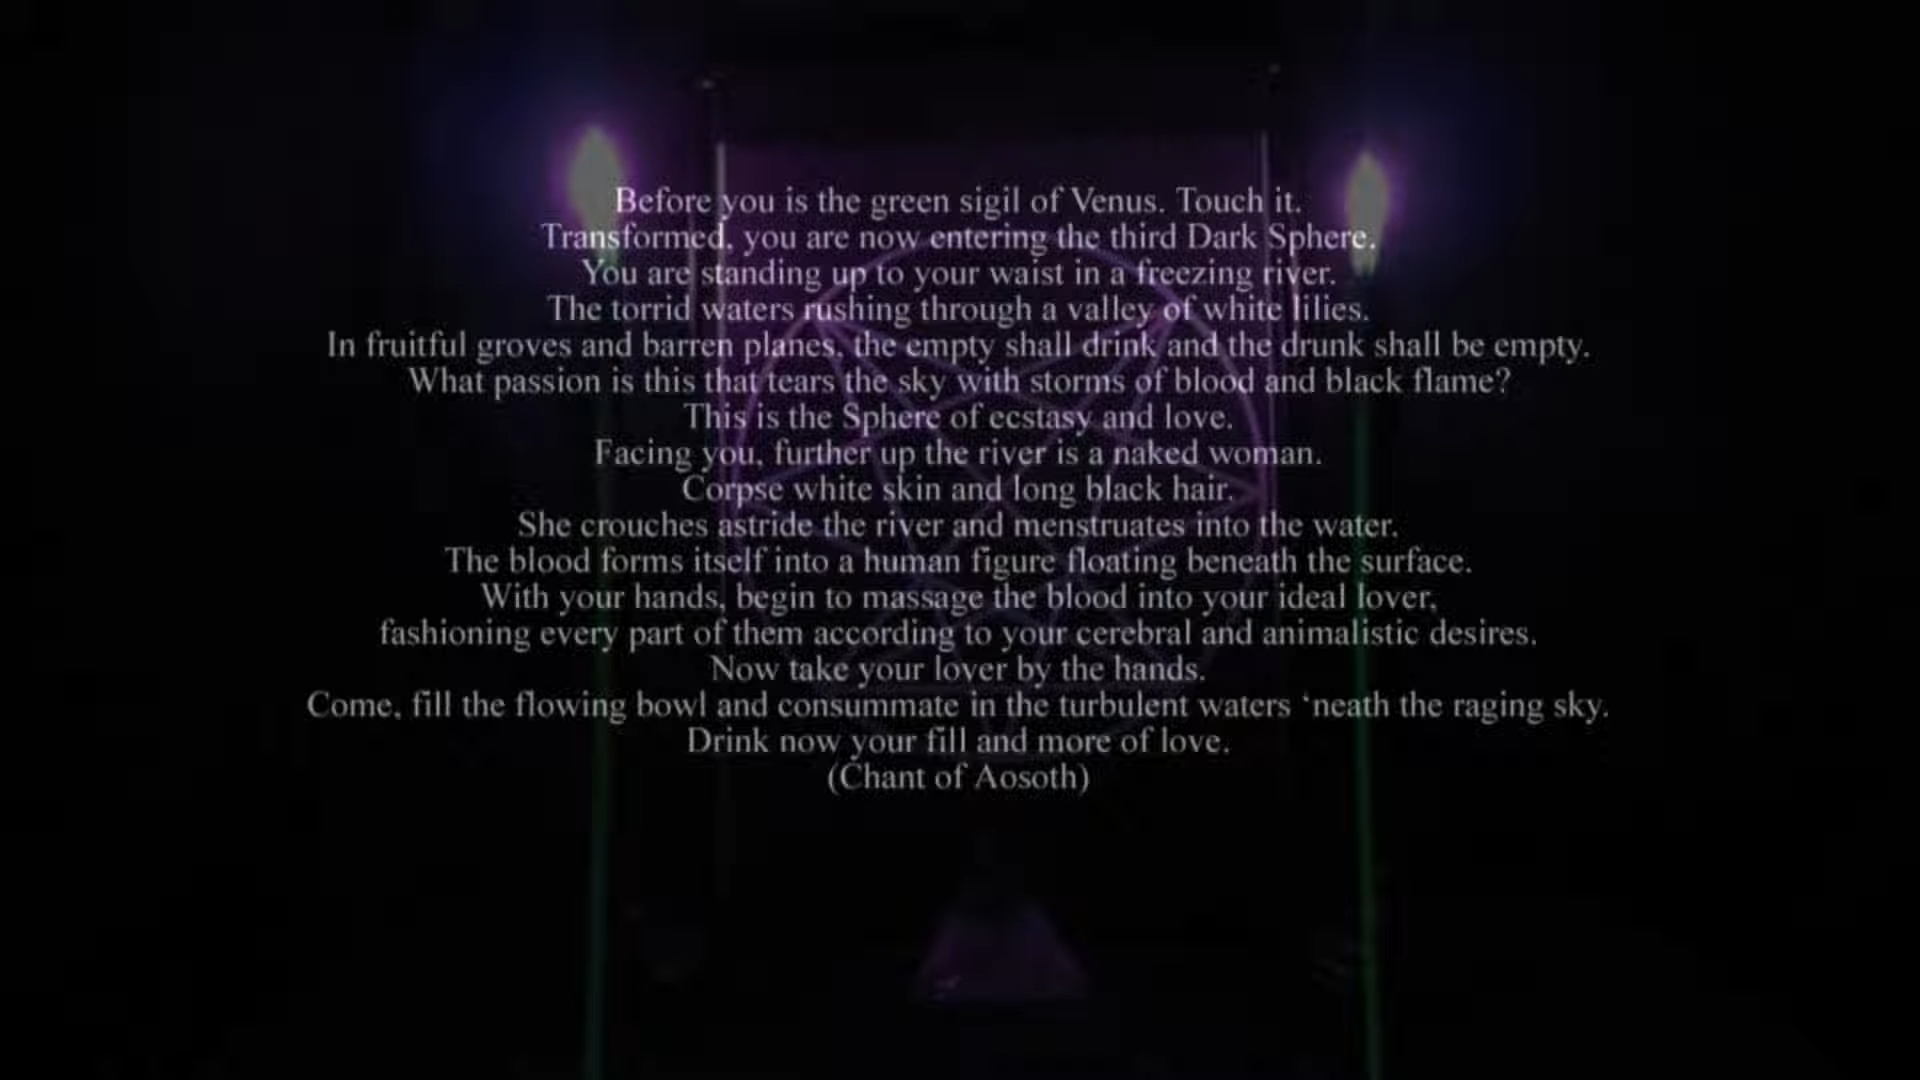 Before you is the green sigil of Venus. Touch it.
Transformed, you are now entering the third Dark Sphere.
You are standing up to your waist in a freezing river.
The torrid waters rushing through a valley of white lilies.
In fruitful groves and barren planes, the empty shall drink and the drunk shall be empty.
What passion is this that tears the sky with storms of blood and black flame?
This is the Sphere of ecstasy and love.
Facing you, further up the river is a naked woman.
Corpse white skin and long black hair.
She crouches astride the river and menstruates into the water.
The blood forms itself into a human figure floating beneath the surface.
With your hands, begin to massage the blood into your ideal lover,
fashioning every part of them according to your cerebral and animalistic desires.
Now take your lover by the hands.
Come, fill the flowing bowl and consummate in the turbulent waters ‘neath the raging sky.
Drink now your fill and more of love.
(Chant of Aosoth)